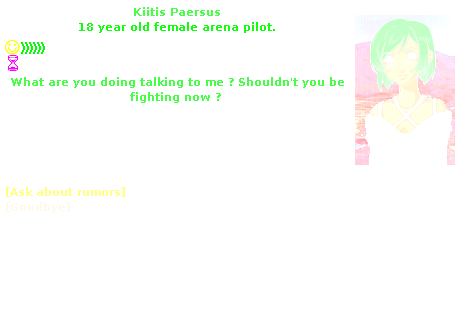 Kiitis Paersus
18 year old female arena pilot.
What are you doing talking to me ? Shouldn't you be
fighting now ?
[Ask about rumors]
[Goodbye]